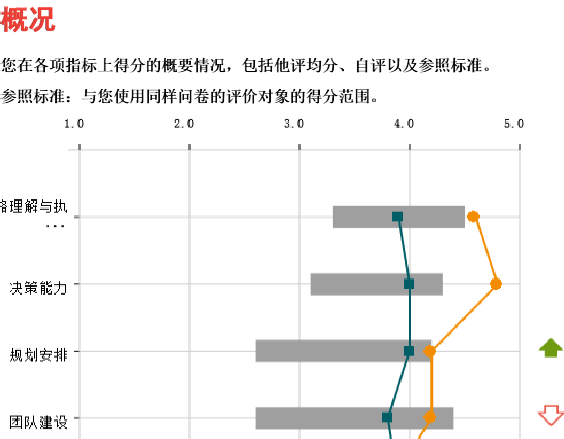 概况
您在各项指标上得分的概要情况，包括他评均分、自评以及参照标准。
参照标准：与您使用同样问卷的评价对象的得分范围。
1.0 2.0 3.0 4.0 5.0
理解与执
...
决策能力
规划安排
团队建设